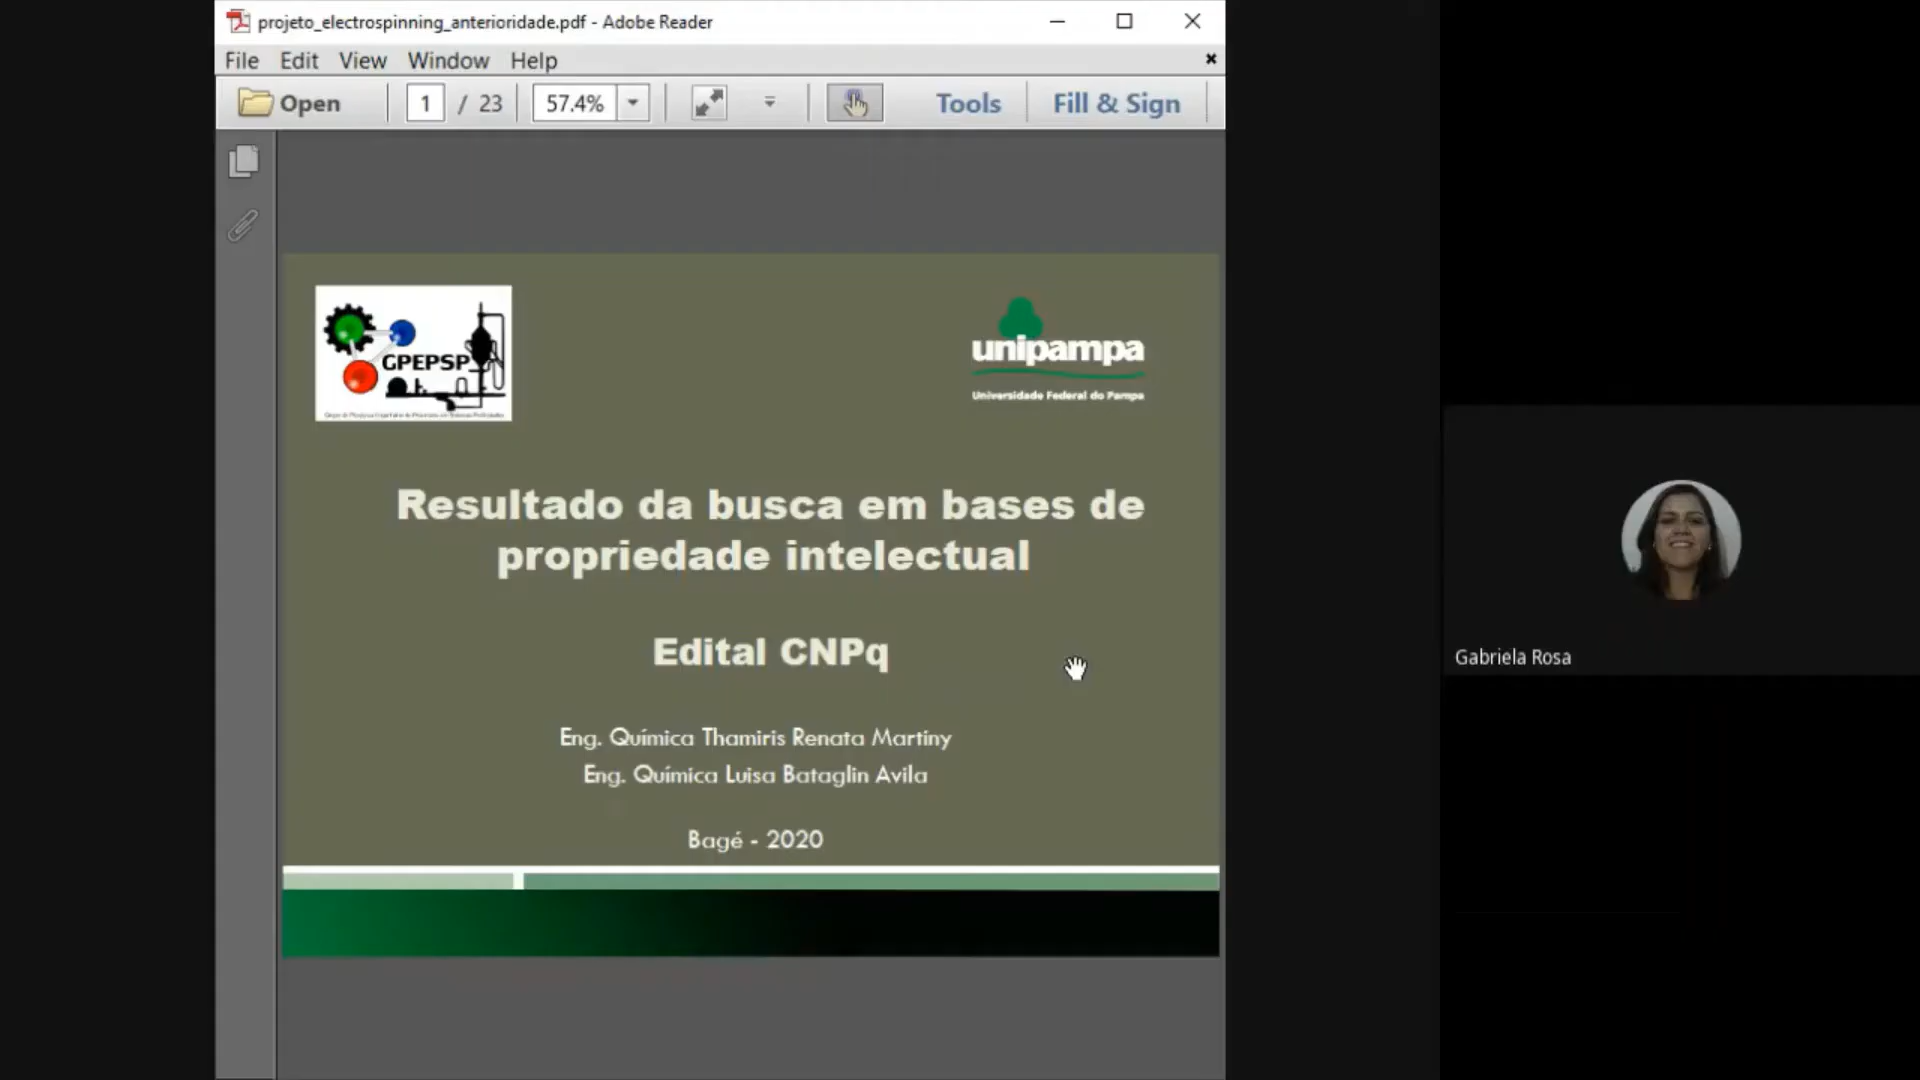 projeto_electrospinning_anterioridade.pdf - Adobe Reader
File Edit View Window Help
Open 1 / 23 57.4% Tools Fill & Sign
GPEPSP
unipampa
Universidade Federal do Pampa
Resultado da busca em bases de
propriedade intelectual
Edital CNPq
Eng. Química Thamiris Renata Martiny
Eng. Química Luisa Bataglin Avila
Bagé - 2020
Gabriela Rosa